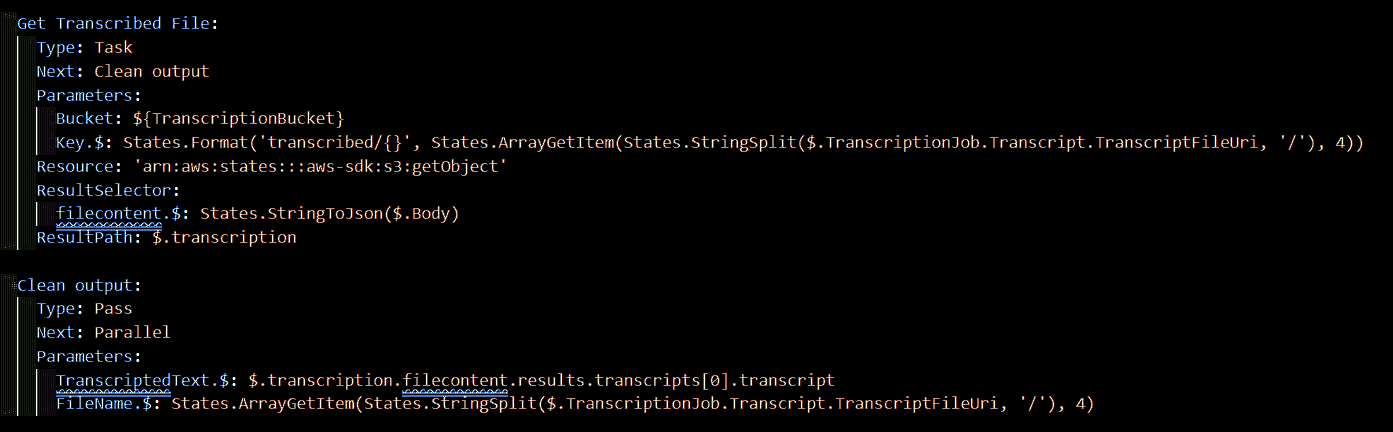 Get Transcribed File:
Type: Task
Next: Clean output
Parameters:
Bucket: ${TranscriptionBucket}
Key.$: States.Format('transcribed/{}', States.ArrayGetItem(States.StringSplit($.TranscriptionJob.Transcript.TranscriptFileUri, '/'), 4))
Resource: 'arn:aws:states:::aws-sdk:s3:getObject'
ResultSelector:
filecontent.$: States.StringToJson($.Body)
ResultPath: $.transcription
Clean output:
Type: Pass
Next: Parallel
Parameters:
TranscriptedText.$: $.transcription.filecontent.results.transcripts[0].transcript
FileName.$: States.ArrayGetItem(States.StringSplit($.TranscriptionJob.Transcript.TranscriptFileUri, '/'), 4)